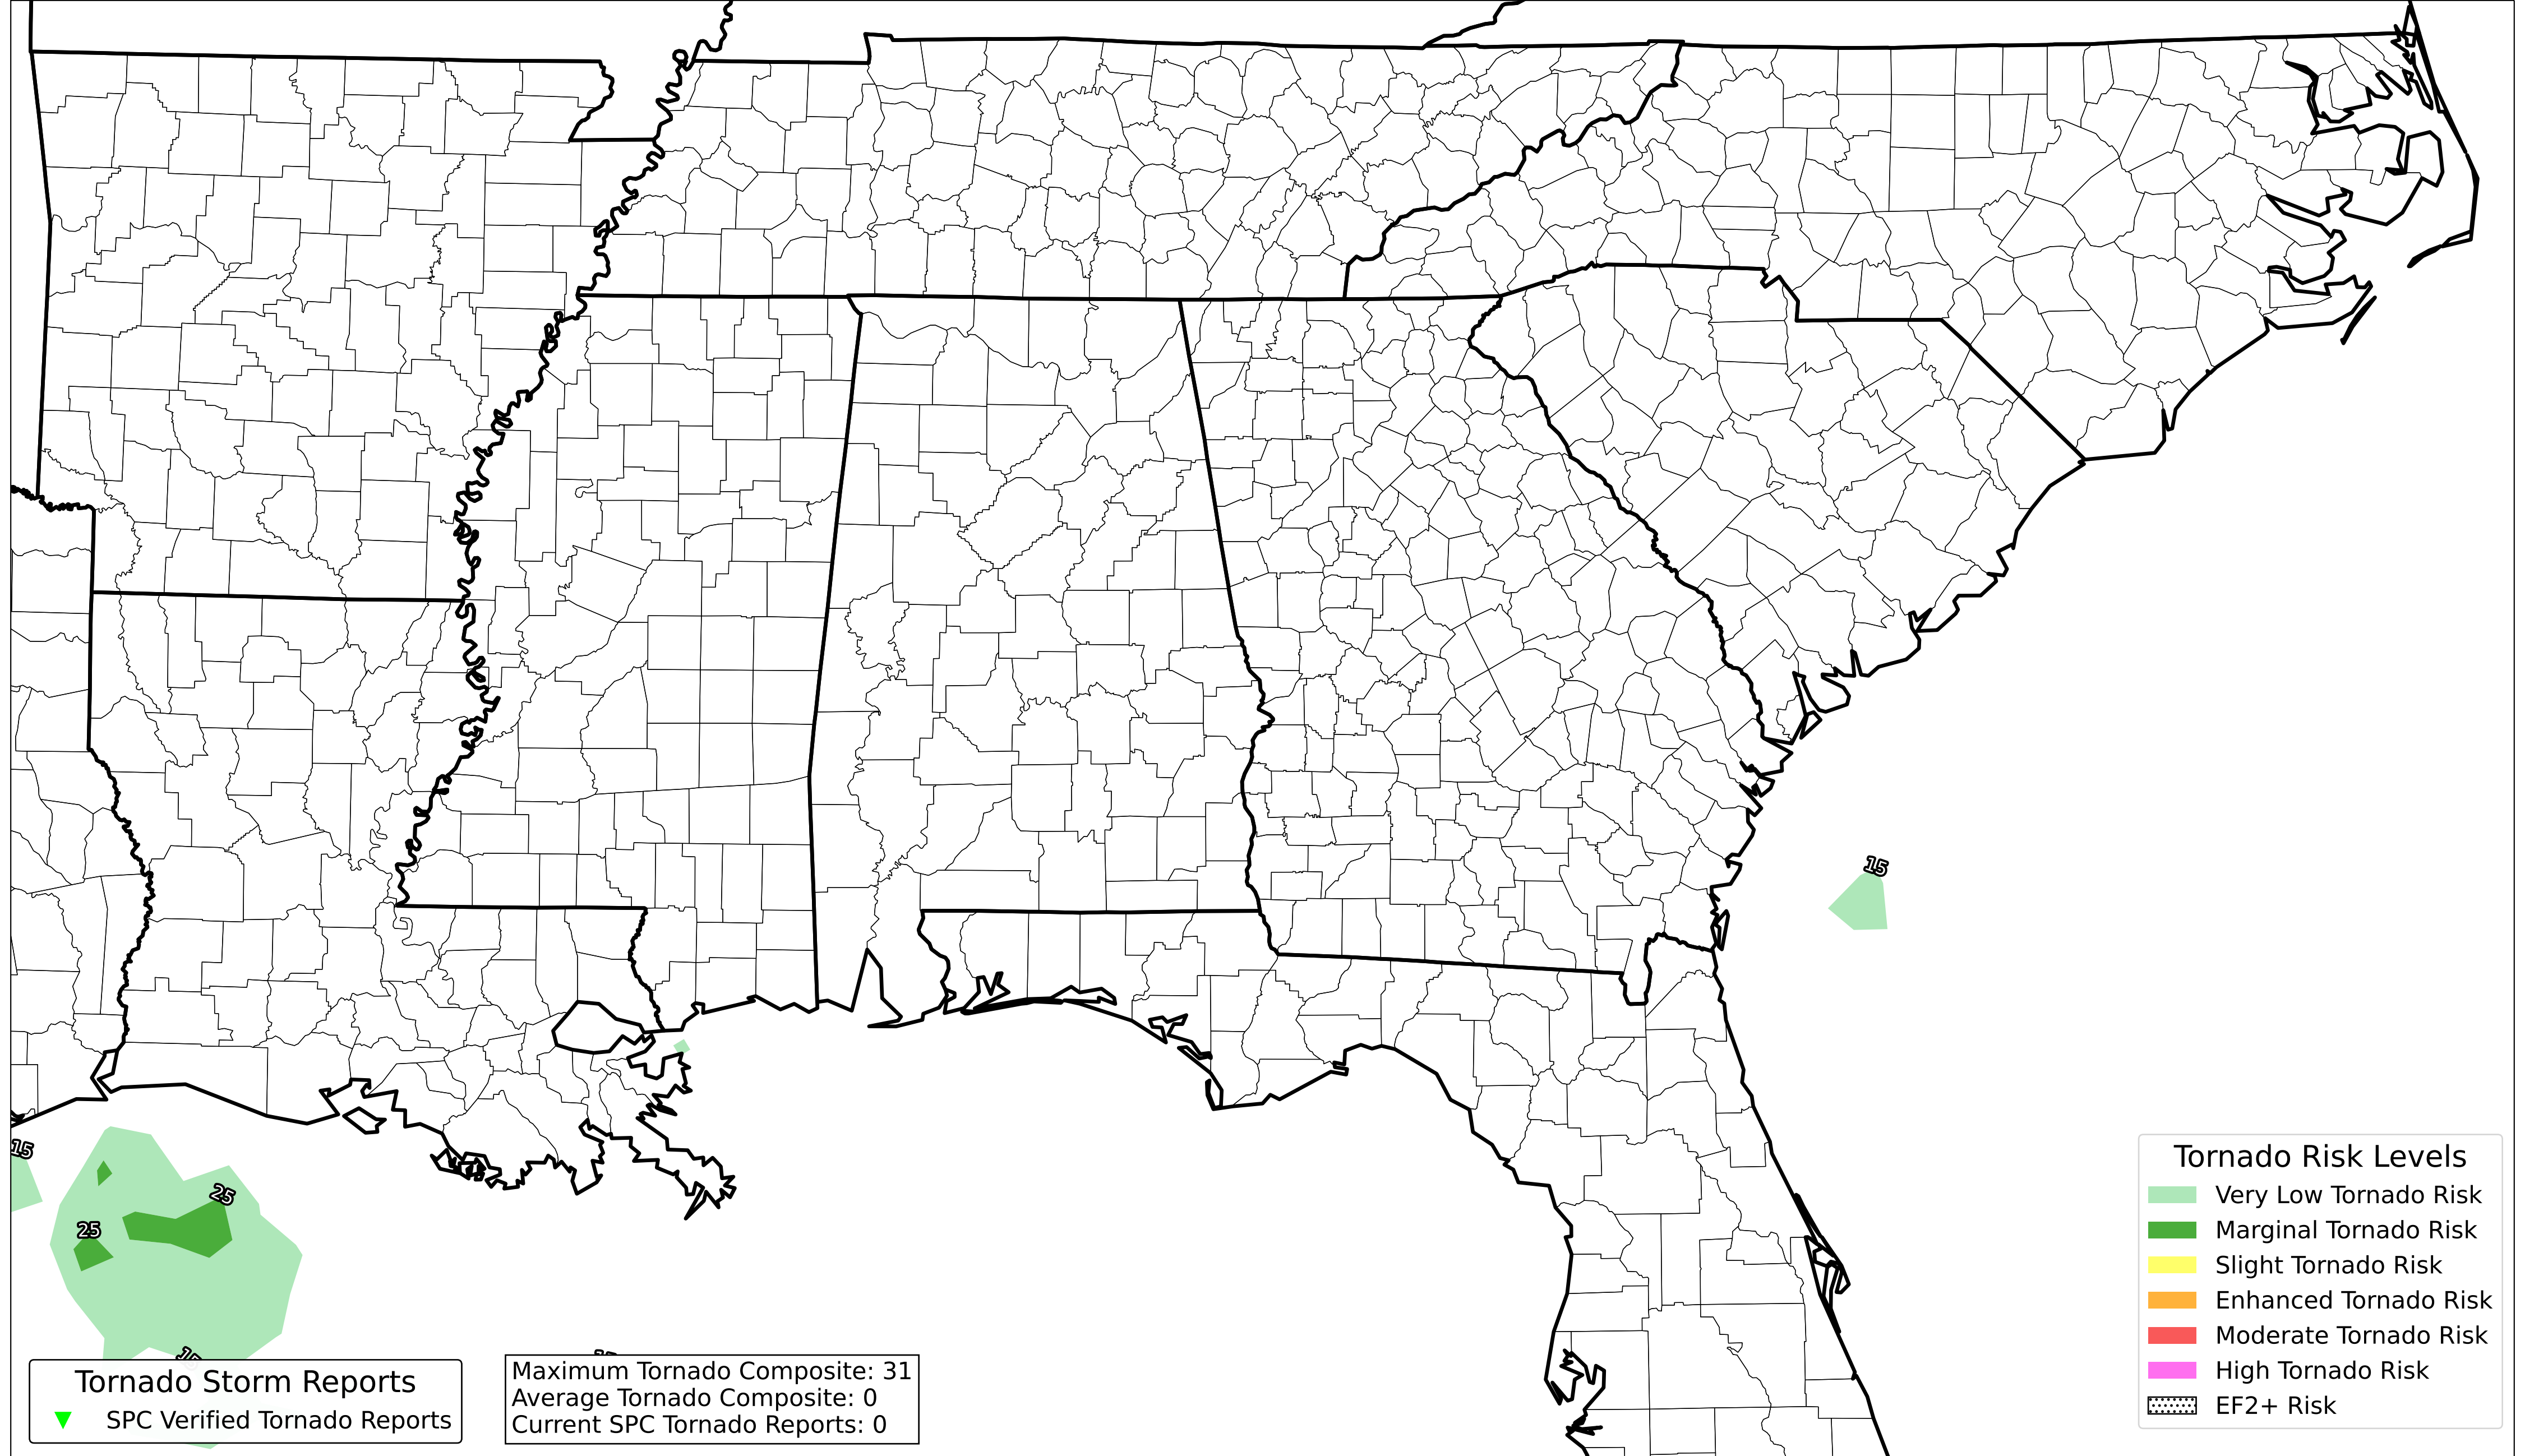 15
15
25
25
Tornado Risk Levels
Very Low Tornado Risk
Marginal Tornado Risk
Slight Tornado Risk
Enhanced Tornado Risk
Moderate Tornado Risk
High Tornado Risk
EF2+ Risk
Tornado Storm Reports
SPC Verified Tornado Reports
Maximum Tornado Composite: 31
Average Tornado Composite: 0
Current SPC Tornado Reports: 0